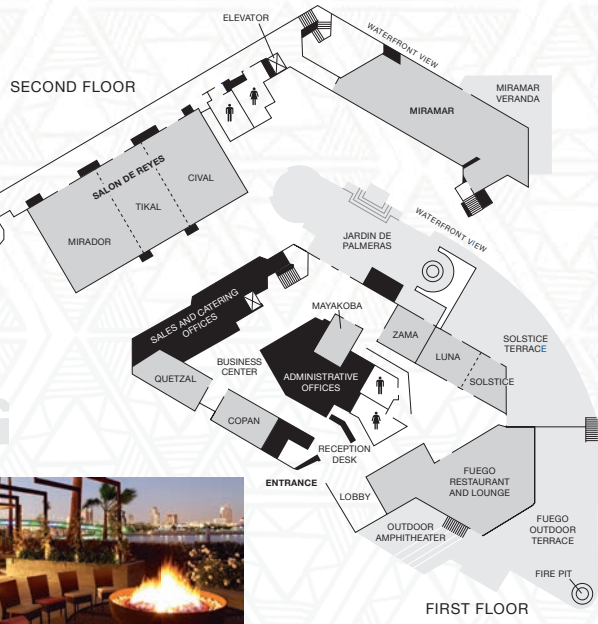 ELEVATOR
SECOND FLOOR
WATERFRONT VIEW
MIRAMAR
MIRAMAR
VERANDA
SALON DE REYES
CIVAL
TIKAL
MIRADOR
JARDIN DE
PALMERAS
WATERFRONT VIEW
SALES AND CATERING
OFFICES
MAYAKOBA
ZAMA
LUNA
SOLSTICE
SOLSTICE
TERRACE
BUSINESS
CENTER
QUETZAL
ADMINISTRATIVE
OFFICES
COPAN
RECEPTION
DESK
ENTRANCE
LOBBY
FUEGO
RESTAURANT
AND LOUNGE
OUTDOOR
AMPHITHEATER
FUEGO
OUTDOOR
TERRACE
FIRE PIT
FIRST FLOOR